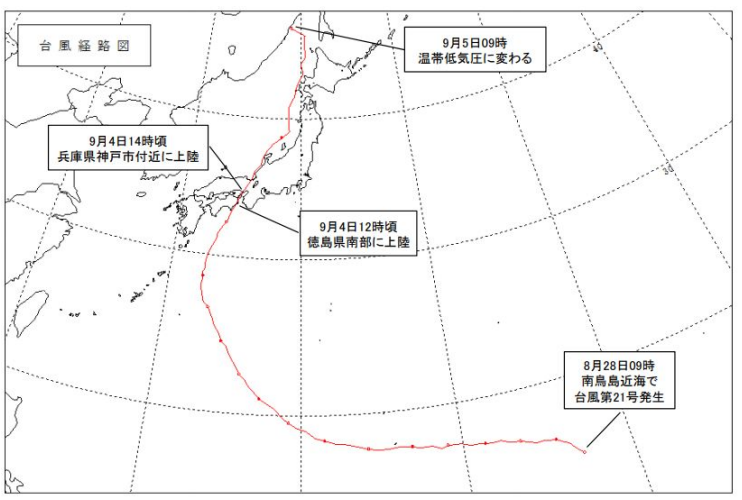 台風経路図
9月5日09時
温帯低気圧に変わる
9月4日14時頃
兵庫県神戸市付近に上陸
9月4日12時頃
徳島県南部に上陸
8月28日09時
南鳥島近海で
台風第21号発生